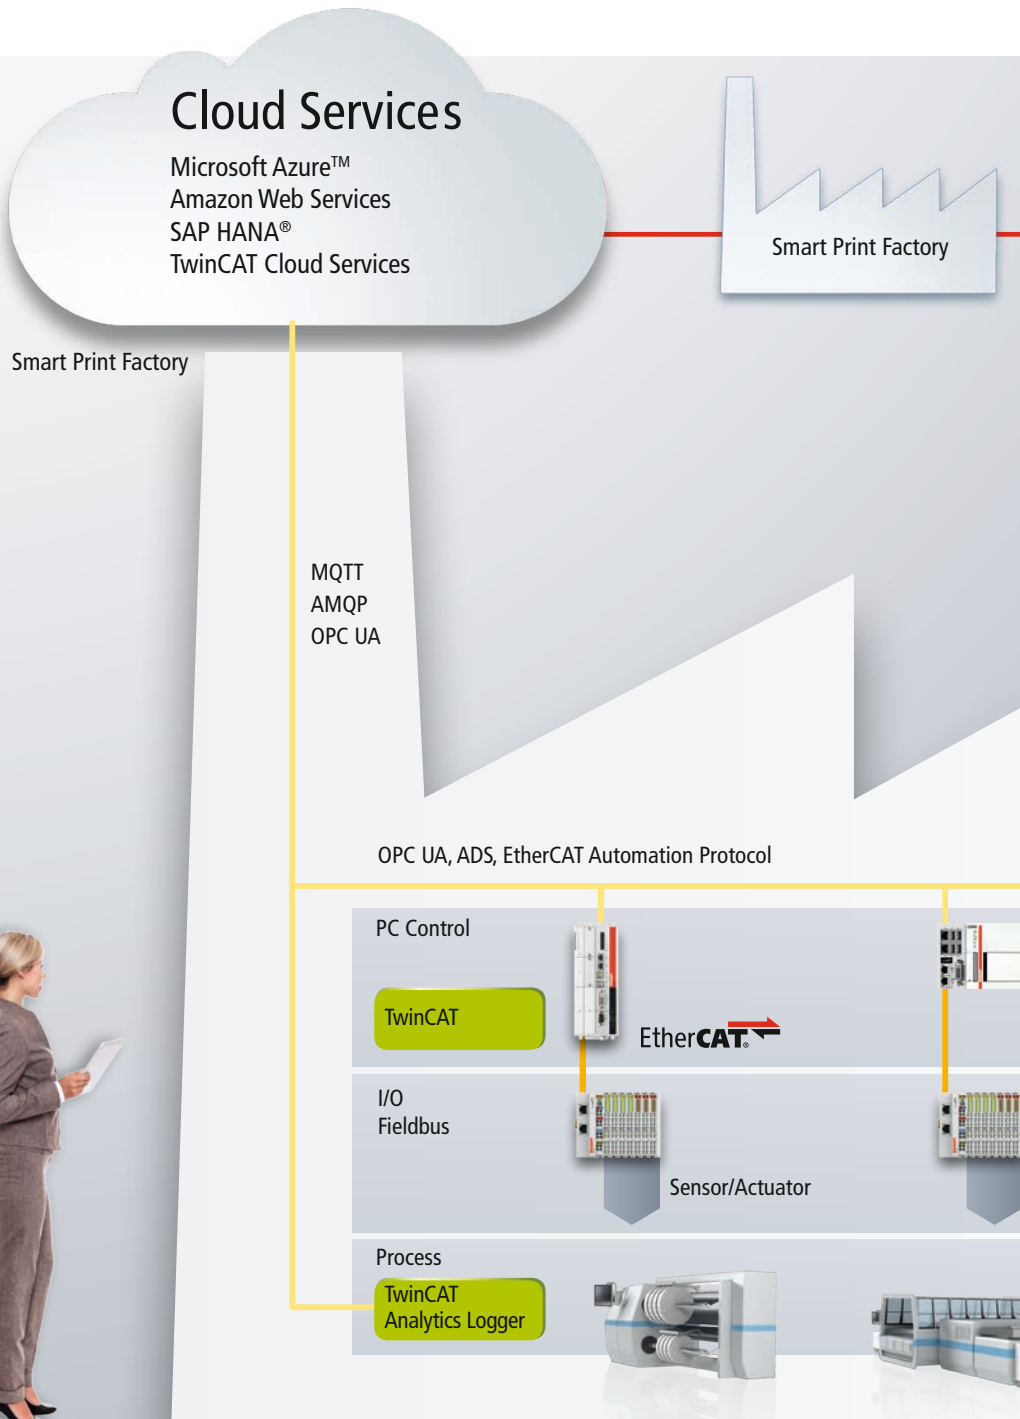 Cloud Services
Microsoft Azure™
Amazon Web Services
SAP HANA®
TwinCAT Cloud Services
Smart Print Factory
Smart Print Factory
MQTT
AMQP
OPC UA
OPC UA, ADS, EtherCAT Automation Protocol
PC Control
TwinCAT
EtherCAT®
I/O
Fieldbus
Sensor/Actuator
Process
TwinCAT
Analytics Logger